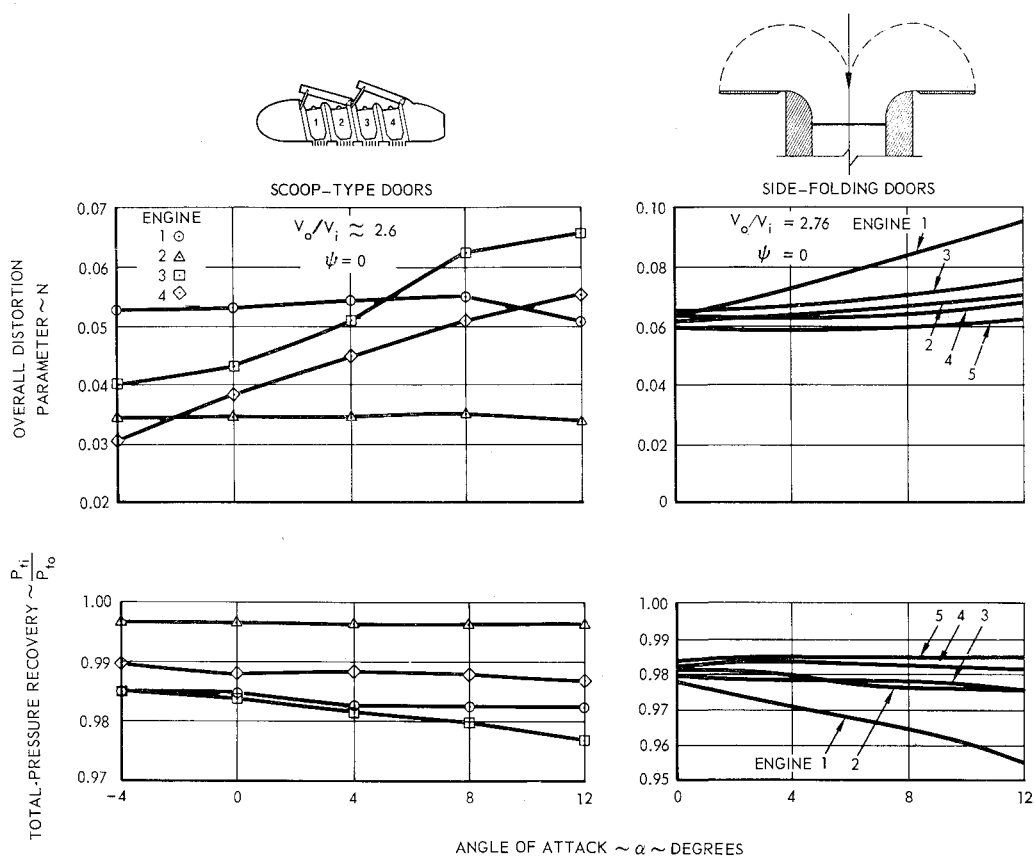 1 2 3 4
SCOOP-TYPE DOORS
SIDE-FOLDING DOORS
OVERALL DISTORTION
PARAMETER ~ N
0.07
0.06
0.05
0.04
0.03
0.02
ENGINE
1
2
3
4
V_o/V_i ≈ 2.6
ψ = 0
0.10
0.08
0.06
0.04
0.02
0
V_o/V_i = 2.76
ψ = 0
ENGINE 1
3
2
4
5
TOTAL-PRESSURE RECOVERY ~ P_ti/P_to
1.00
0.99
0.98
0.97
-4 0 4 8 12
1.00
0.99
0.98
0.97
0.96
0.95
5 4 3
ENGINE 1 2
0 4 8 12
ANGLE OF ATTACK ~ α ~ DEGREES